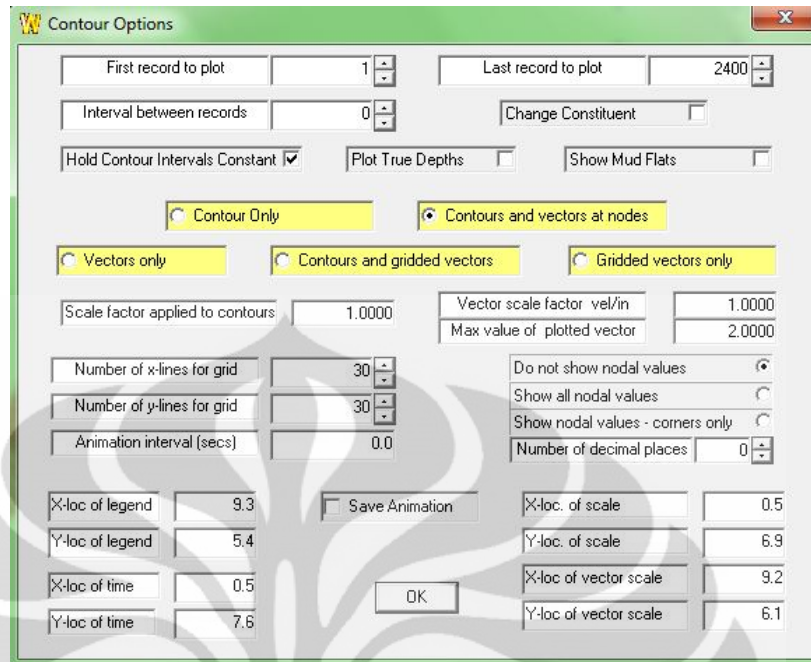 Contour Options
First record to plot 1 Last record to plot 2400
Interval between records 0 Change Constituent
Hold Contour Intervals Constant Plot True Depths Show Mud Flats
Contour Only Contours and vectors at nodes
Vectors only Contours and gridded vectors Gridded vectors only
Scale factor applied to contours 1.0000 Vector scale factor vel/in 1.0000
Max value of plotted vector 2.0000
Number of x-lines for grid 30 Do not show nodal values
Show all nodal values
Number of y-lines for grid 30 Show nodal values - corners only
Animation interval (secs) 0.0 Number of decimal places 0
X-loc of legend 9.3 Save Animation X-loc. of scale 0.5
Y-loc of legend 5.4 Y-loc. of scale 6.9
X-loc of time 0.5 OK X-loc of vector scale 9.2
Y-loc of time 7.6 Y-loc of vector scale 6.1